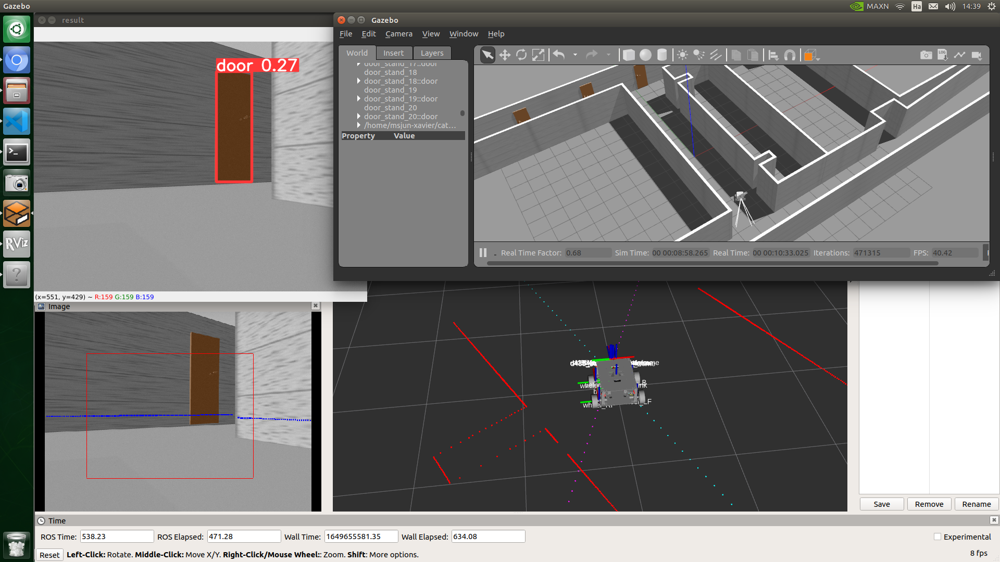 Gazebo
MAXN
Ha
14:39
result
door 0.27
(x=551, y=429) ~ R:159 G:159 B:159
Gazebo
File Edit Camera View Window Help
World Insert Layers
LOG
door_stand_17::door
door_stand_18
door_stand_18::door
door_stand_19
door_stand_19::door
door_stand_20
door_stand_20::door
/home/msjun-xavier/cat...
Property Value
Real Time Factor: 0.68 Sim Time: 00 00:08:58.265 Real Time: 00 00:10:33.025 Iterations: 471315 FPS: 40.42
RViz
Image
Save Remove Rename
Time
ROS Time: 538.23 ROS Elapsed: 471.28 Wall Time: 1649655581.35 Wall Elapsed: 634.08
Experimental
Reset Left-Click: Rotate. Middle-Click: Move X/Y. Right-Click/Mouse Wheel:: Zoom. Shift: More options.
8 fps